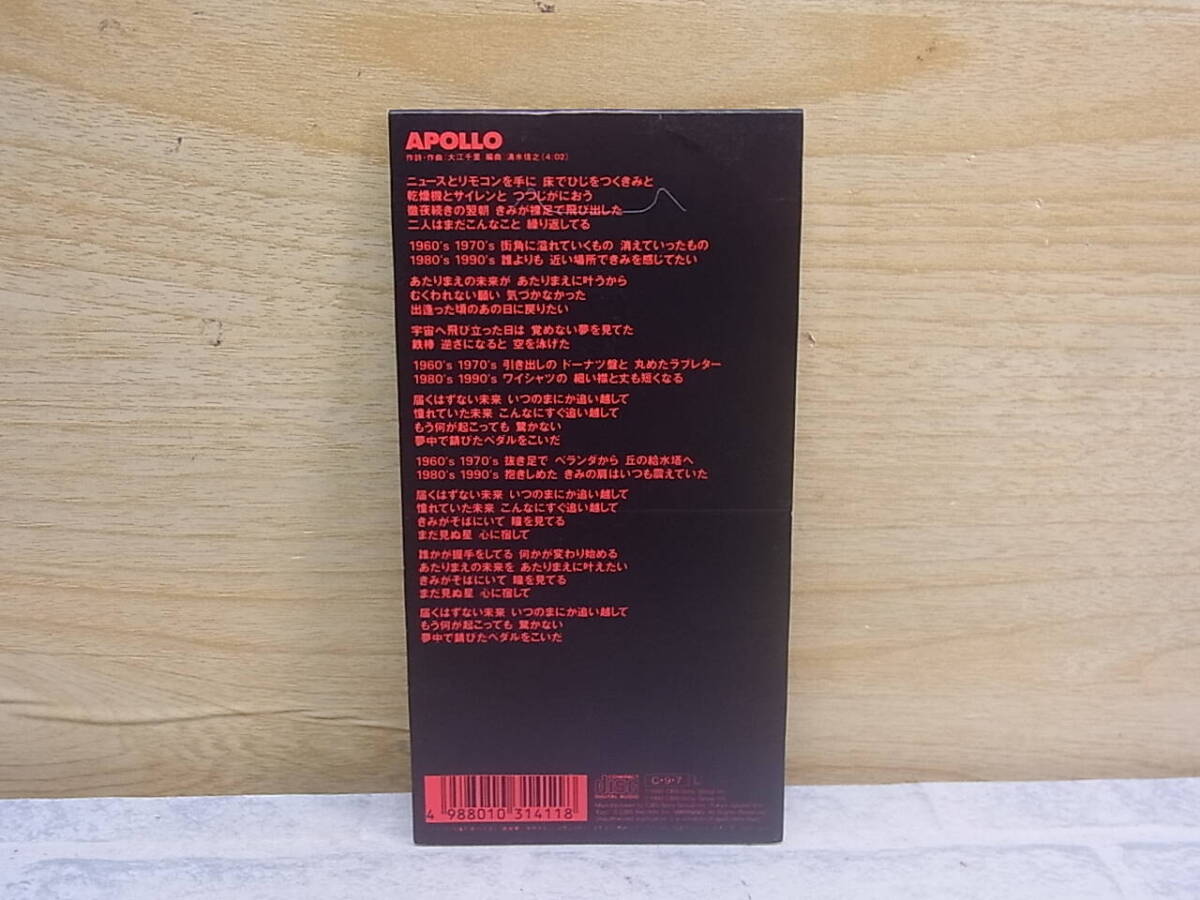 APOLLO
作詩・作曲:大江千里 編曲:清水信之(4:02)
ニュースとリモコンを手に 床でひじをつくきみと
乾燥機とサイレンと つつじがにおう
徹夜続きの翌朝 きみが裸足で飛び出した
二人はまだこんなこと 繰り返してる
1960's 1970's 街角に溢れていくもの 消えていったもの
1980's 1990's 誰よりも 近い場所できみを感じてたい
あたりまえの未来が あたりまえに叶うから
むくわれない願い 気づかなかった
出逢った頃のあの日に戻りたい
宇宙へ飛び立った日は 覚めない夢を見てた
鉄棒 逆さになると 空を泳げた
1960's 1970's 引き出しの ドーナツ盤と 丸めたラブレター
1980's 1990's ワイシャツの 細い襟と丈も短くなる
届くはずない未来 いつのまにか追い越して
憧れていた未来 こんなにすぐ追い越して
もう何が起こっても 驚かない
夢中で錆びたペダルをこいだ
1960's 1970's 抜き足で ベランダから 丘の給水塔へ
1980's 1990's 抱きしめた きみの肩はいつも震えていた
届くはずない未来 いつのまにか追い越して
憧れていた未来 こんなにすぐ追い越して
きみがそばにいて 瞳を見てる
まだ見ぬ星 心に宿して
誰かが握手をしてる 何かが変わり始める
あたりまえの未来を あたりまえに叶えたい
きみがそばにいて 瞳を見てる
まだ見ぬ星 心に宿して
届くはずない未来 いつのまにか追い越して
もう何が起こっても 驚かない
夢中で錆びたペダルをこいだ
COMPACT
disc
DIGITAL AUDIO
C・9・7 L
4 988010 314118